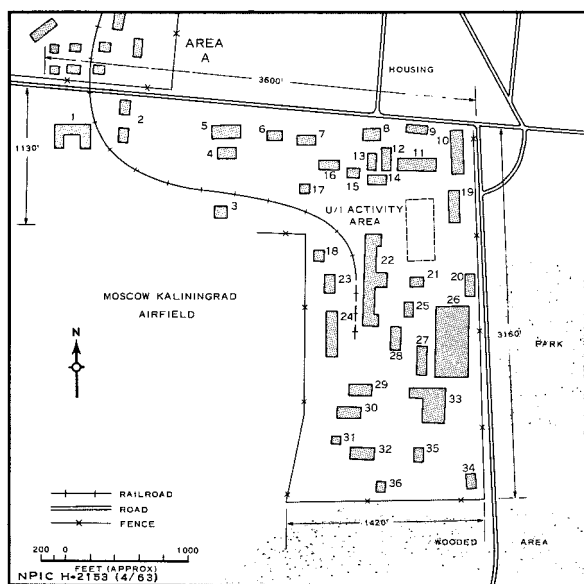 AREA
A
HOUSING
3600'
1130'
1
2
3
4
5
6
7
8
9
10
11
12
13
14
15
16
17
18
19
20
21
22
23
24
25
26
27
28
29
30
31
32
33
34
35
36
U/I ACTIVITY
AREA
MOSCOW KALININGRAD
AIRFIELD
N
3160'
PARK
RAILROAD
ROAD
FENCE
1420'
WOODED AREA
200 0 1000
FEET (APPROX)
NPIC H-2153 (4/63)